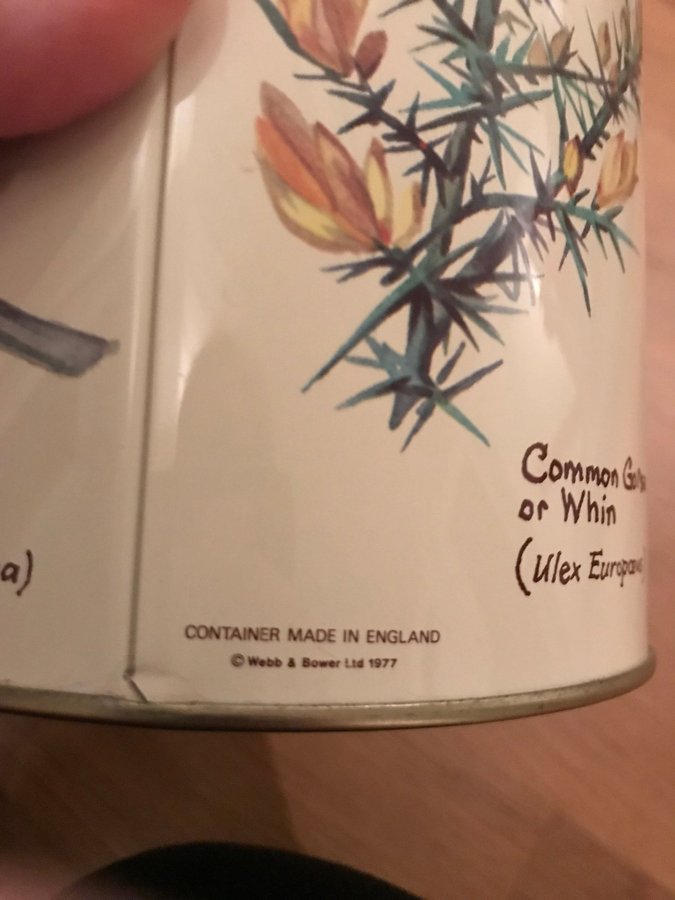 a)
Common
or Whin
(Ulex
CONTAINER MADE IN ENGLAND
© Webb & Bower Ltd 1977